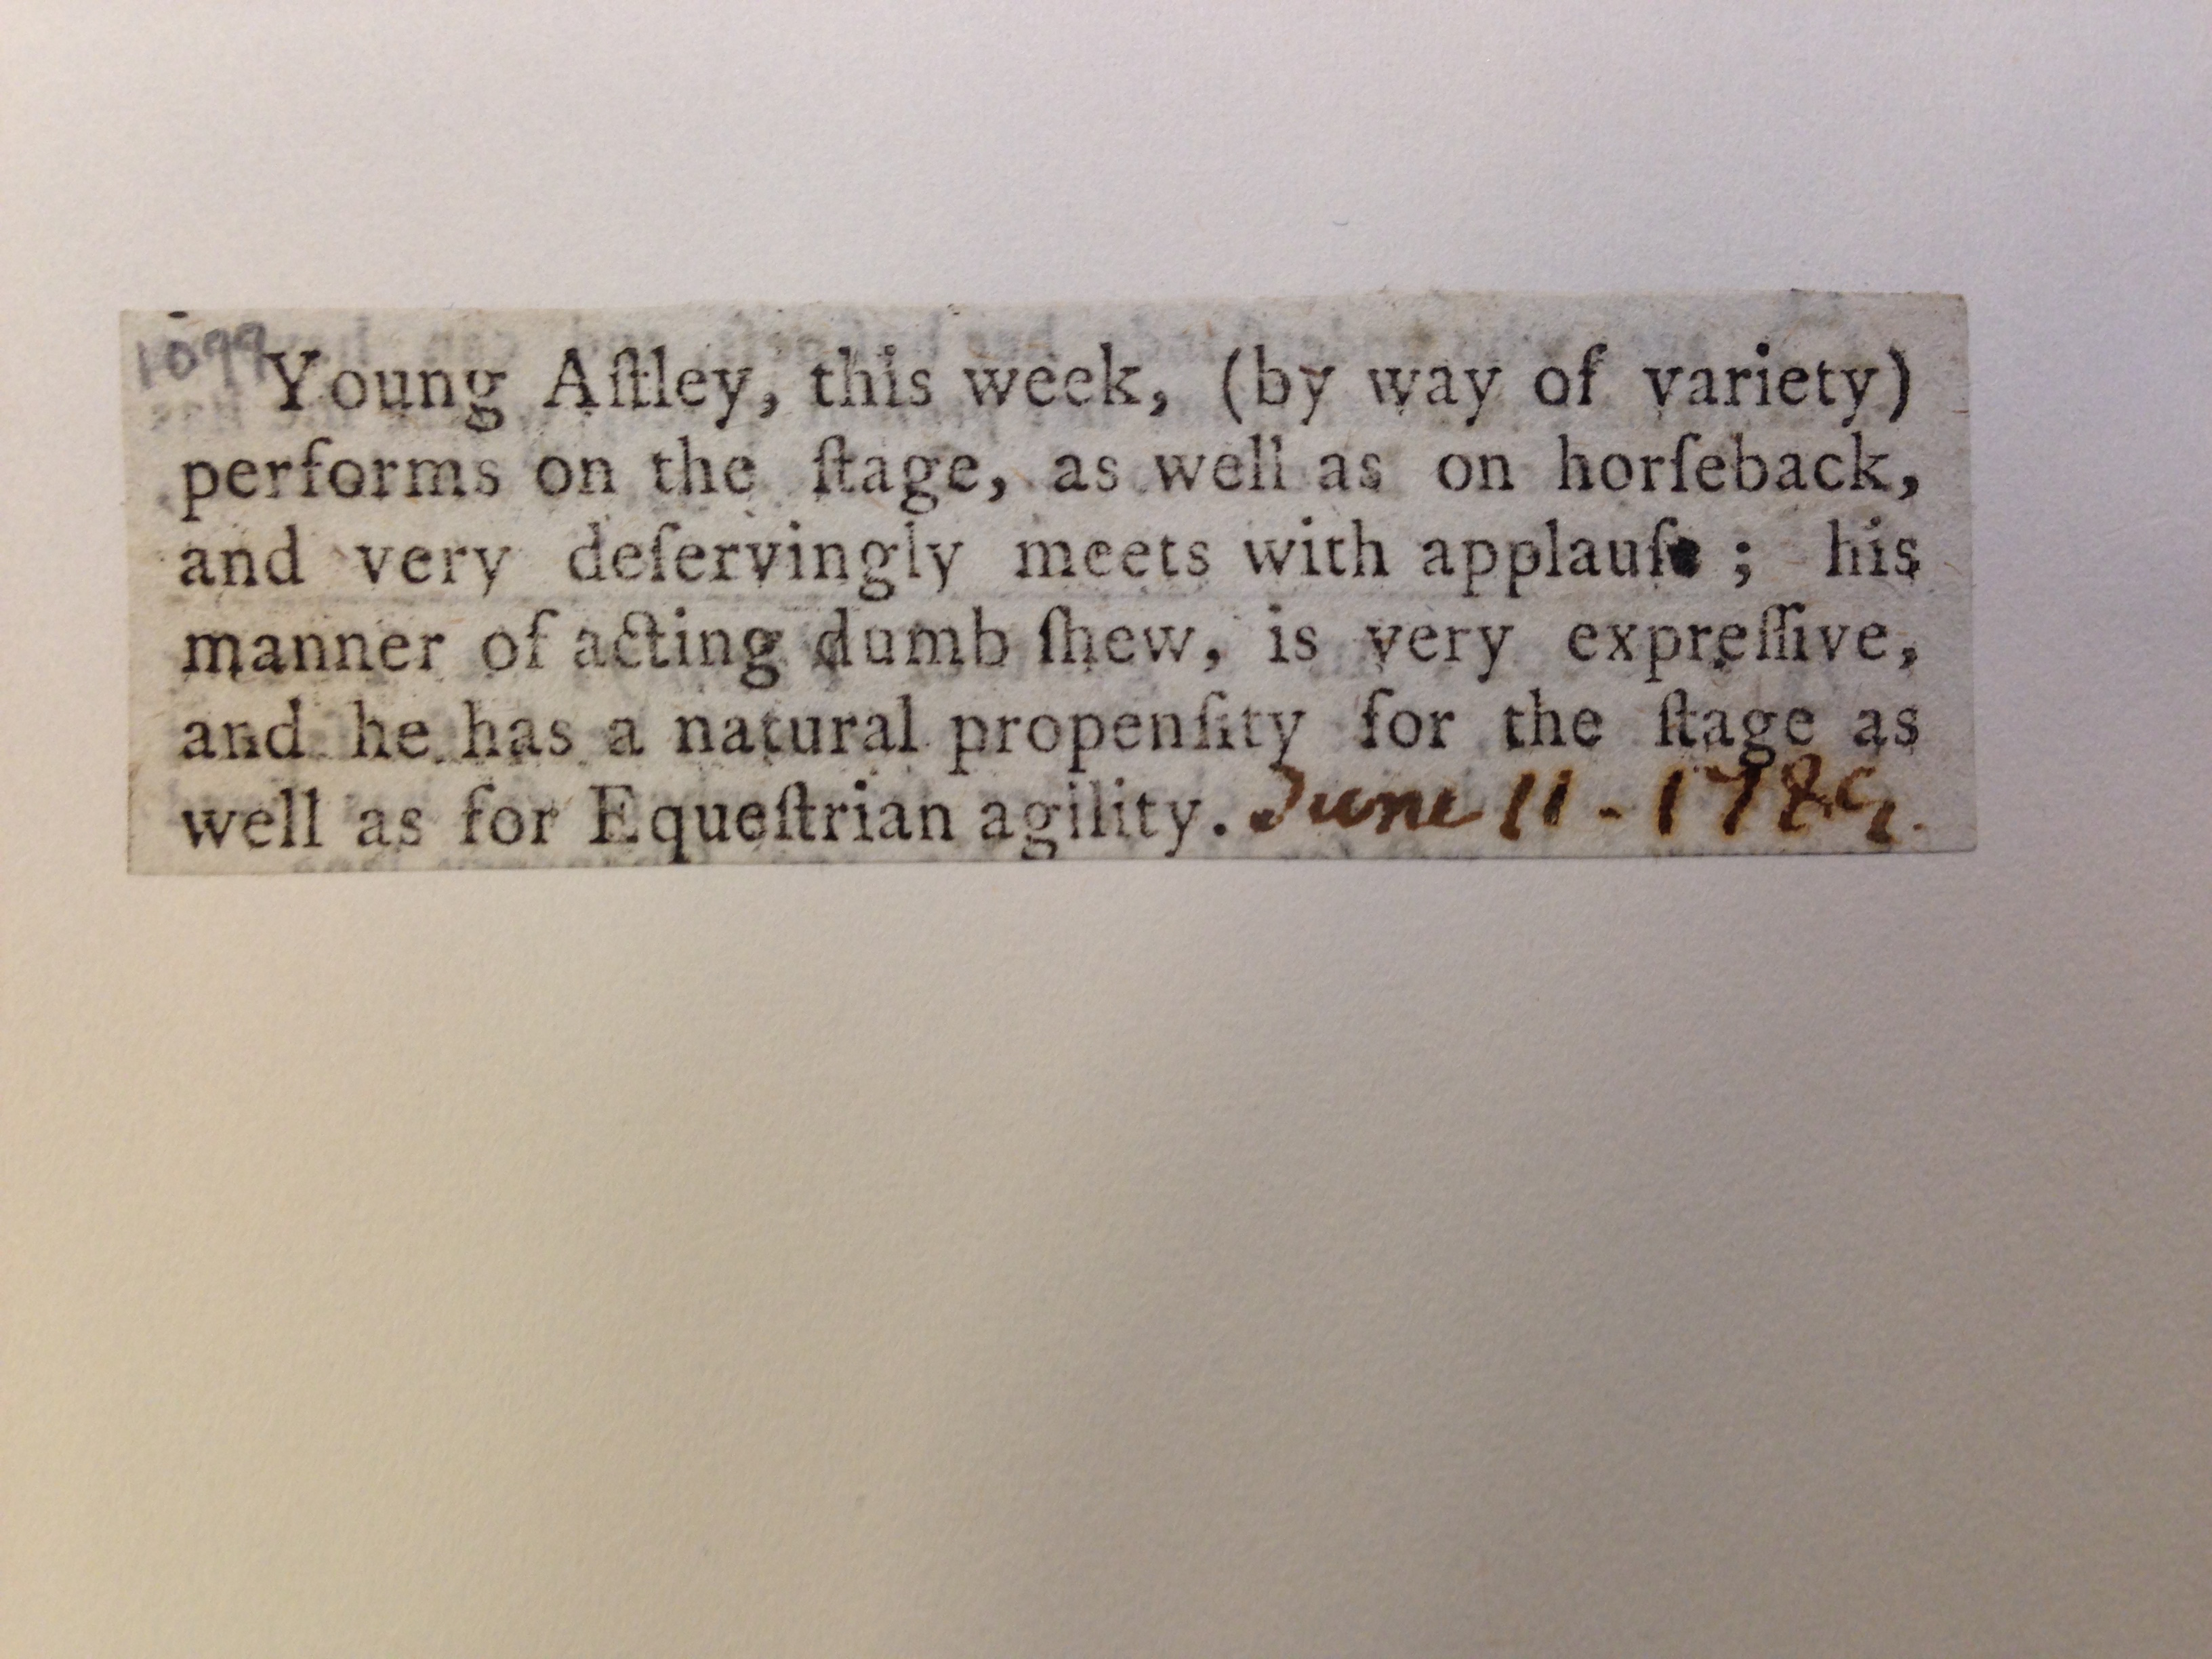 1099
Young Aſtley, this week, (by way of variety)
performs on the ſtage, as well as on horſeback,
and very deſervingly meets with applauſe ; his
manner of acting dumb ſhew, is very expreſſive,
and he has a natural propenſity for the ſtage as
well as for Equeſtrian agility. June 11 - 1789.